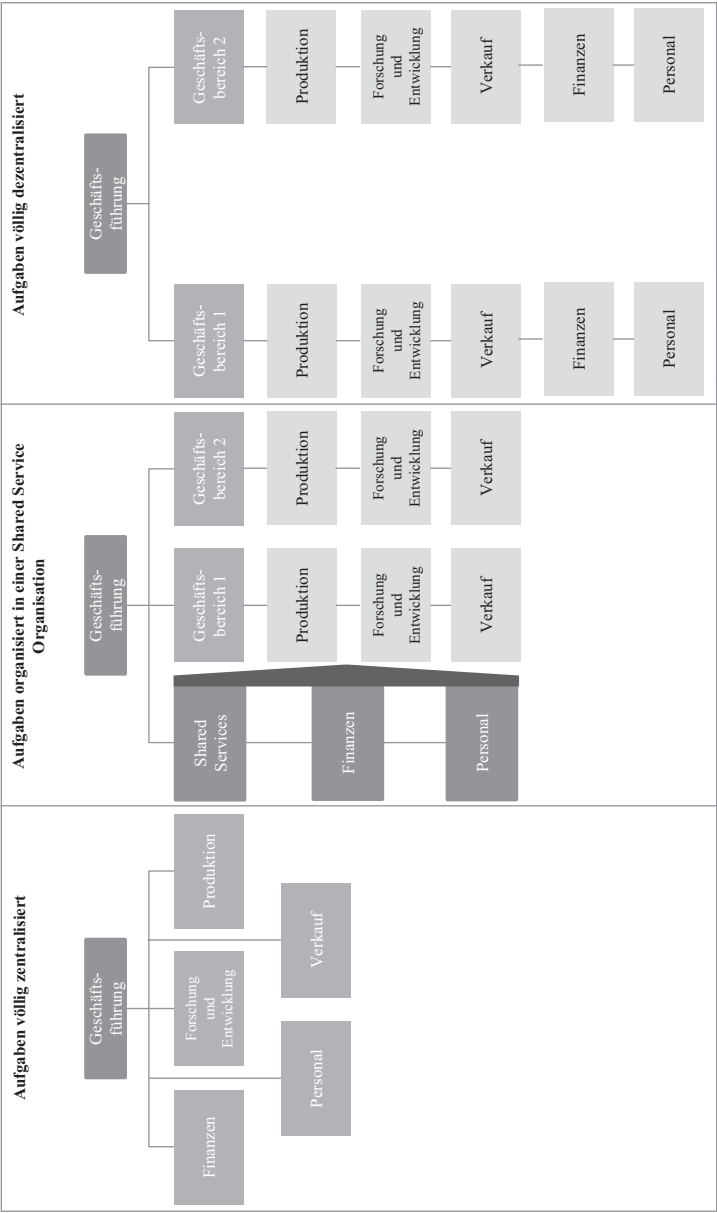 Aufgaben völlig zentralisiert
Geschäfts-
führung
Finanzen
Forschung
und
Entwicklung
Produktion
Personal
Verkauf
Aufgaben organisiert in einer Shared Service
Organisation
Geschäfts-
führung
Shared
Services
Finanzen
Personal
Geschäfts-
bereich 1
Produktion
Forschung
und
Entwicklung
Verkauf
Geschäfts-
bereich 2
Produktion
Forschung
und
Entwicklung
Verkauf
Aufgaben völlig dezentralisiert
Geschäfts-
führung
Geschäfts-
bereich 1
Produktion
Forschung
und
Entwicklung
Verkauf
Finanzen
Personal
Geschäfts-
bereich 2
Produktion
Forschung
und
Entwicklung
Verkauf
Finanzen
Personal